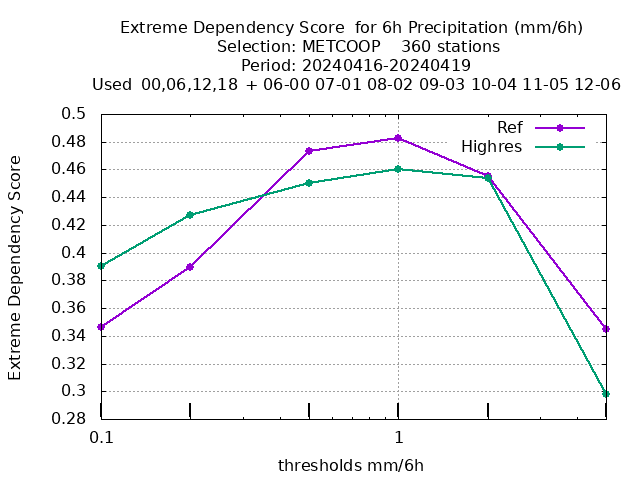 Extreme Dependency Score  for 6h Precipitation (mm/6h)
Selection: METCOOP    360 stations
Period: 20240416-20240419
Used  00,06,12,18  + 06-00 07-01 08-02 09-03 10-04 11-05 12-06
Ref
Highres
Extreme Dependency Score
0.5
0.48
0.46
0.44
0.42
0.4
0.38
0.36
0.34
0.32
0.3
0.28
0.1
1
thresholds mm/6h